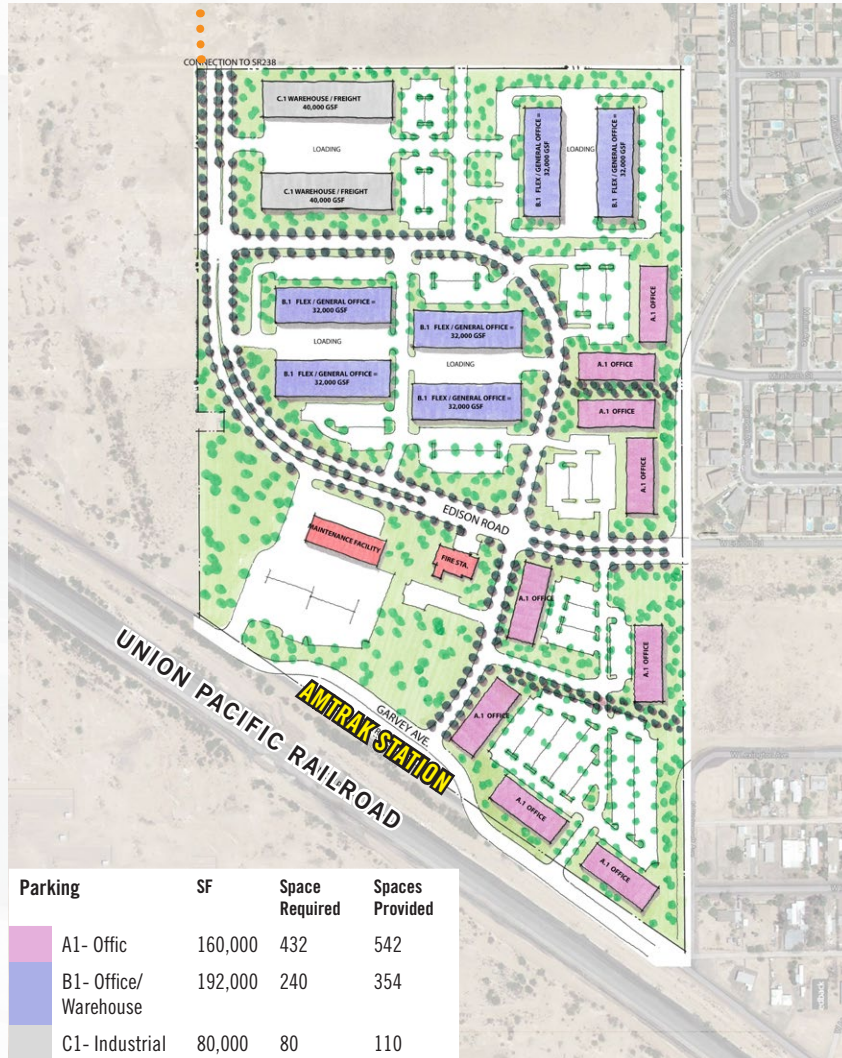 CONNECTION TO SR238
C.1 WAREHOUSE / FREIGHT
40,000 GSF
LOADING
C.1 WAREHOUSE / FREIGHT
40,000 GSF
B.1 FLEX / GENERAL OFFICE =
32,000 GSF
LOADING
B.1 FLEX / GENERAL OFFICE =
32,000 GSF
B.1 FLEX / GENERAL OFFICE =
32,000 GSF
LOADING
B.1 FLEX / GENERAL OFFICE =
32,000 GSF
B.1 FLEX / GENERAL OFFICE =
32,000 GSF
LOADING
B.1 FLEX / GENERAL OFFICE =
32,000 GSF
A.1 OFFICE
A.1 OFFICE
A.1 OFFICE
A.1 OFFICE
EDISON ROAD
MAINTENANCE FACILITY
FIRE STA.
A.1 OFFICE
A.1 OFFICE
A.1 OFFICE
A.1 OFFICE
A.1 OFFICE
GARVEY AVE.
AMTRAK STATION
UNION PACIFIC RAILROAD
Parking SF Space Required Spaces Provided
A1- Offic 160,000 432 542
B1- Office/ Warehouse 192,000 240 354
C1- Industrial 80,000 80 110